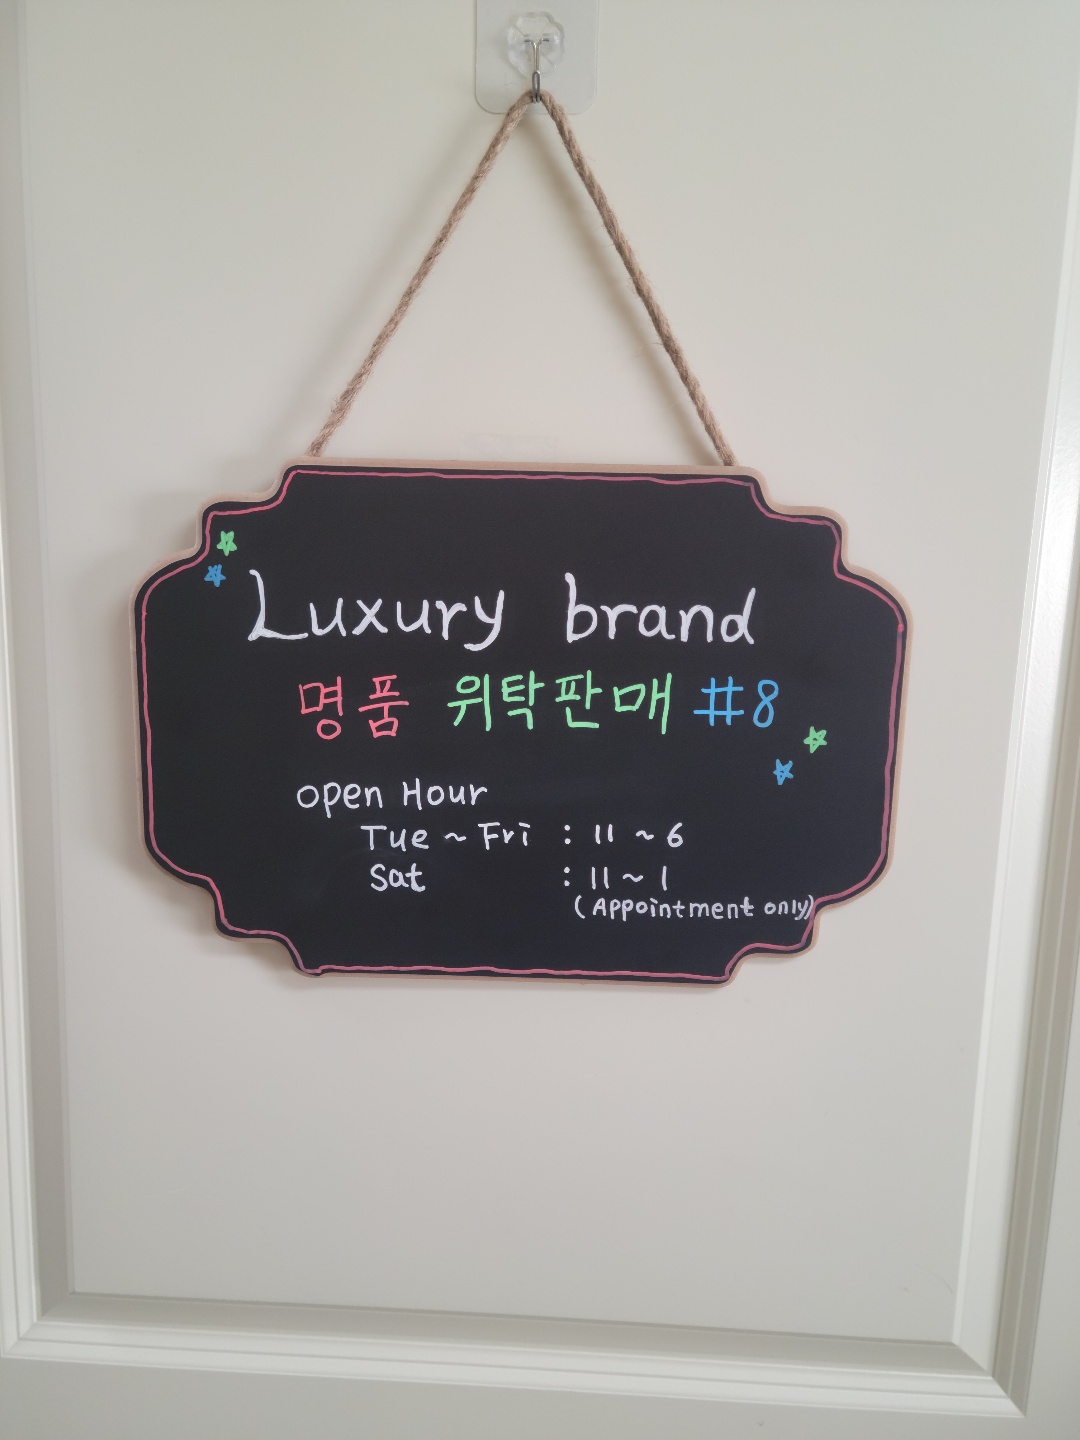 Luxury brand
명품 위탁판매 #8
open Hour
Tue ~ Fri : 11 ~ 6
Sat : 11 ~ 1
(Appointment only)